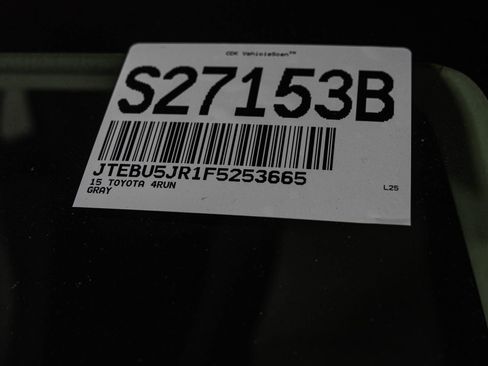 CDK VehicleScan™
S27153B
JTEBU5JR1F5253665
15 TOYOTA 4RUN
GRAY
L25